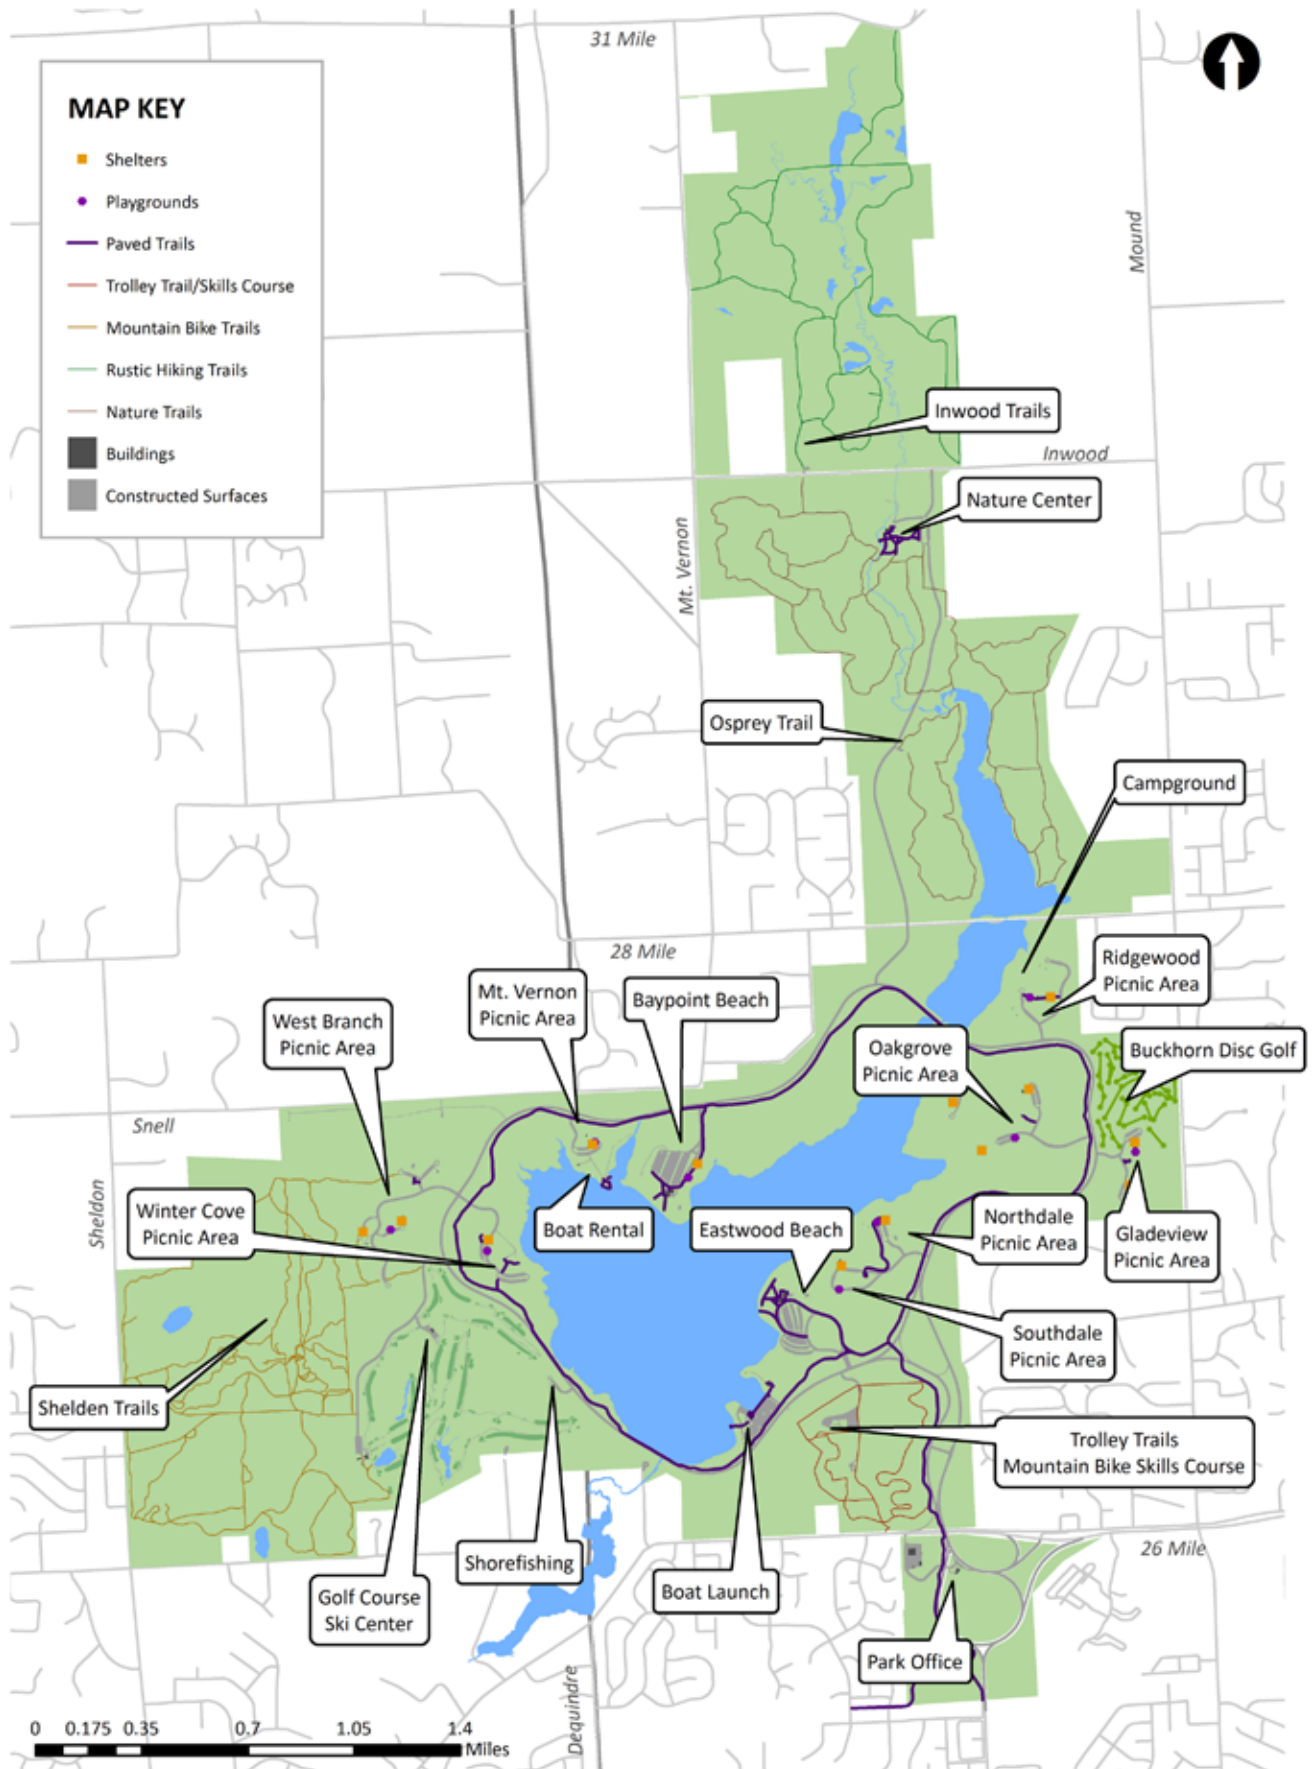 31 Mile
MAP KEY
Shelters
Playgrounds
Paved Trails
Trolley Trail/Skills Course
Mountain Bike Trails
Rustic Hiking Trails
Nature Trails
Buildings
Constructed Surfaces
Mound
Inwood Trails
Inwood
Nature Center
Mt. Vernon
Osprey Trail
Campground
28 Mile
Ridgewood
Picnic Area
Mt. Vernon
Picnic Area
Baypoint Beach
West Branch
Picnic Area
Oakgrove
Picnic Area
Buckhorn Disc Golf
Snell
Sheldon
Winter Cove
Picnic Area
Boat Rental
Eastwood Beach
Northdale
Picnic Area
Gladeview
Picnic Area
Southdale
Picnic Area
Shelden Trails
Trolley Trails
Mountain Bike Skills Course
26 Mile
Shorefishing
Boat Launch
Golf Course
Ski Center
Park Office
Dequindre
0 0.175 0.35 0.7 1.05 1.4
Miles